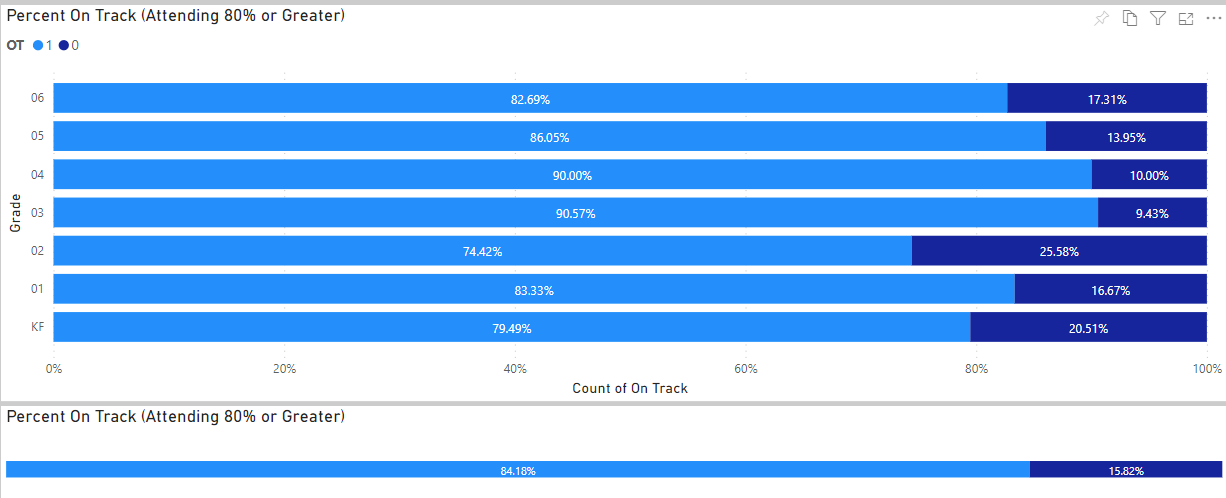 Percent On Track (Attending 80% or Greater)
OT 1 0
06 82.69% 17.31%
05 86.05% 13.95%
04 90.00% 10.00%
03 90.57% 9.43%
02 74.42% 25.58%
01 83.33% 16.67%
KF 79.49% 20.51%
Grade
0% 20% 40% 60% 80% 100%
Count of On Track
Percent On Track (Attending 80% or Greater)
84.18% 15.82%